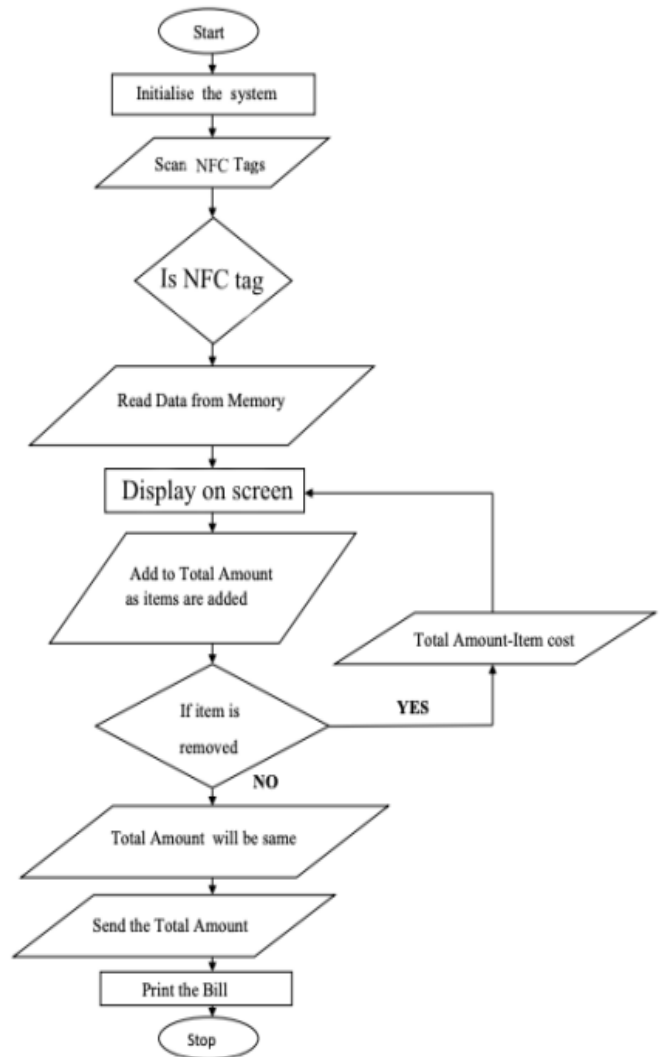 Start
Initialise the system
Scan NFC Tags
Is NFC tag
Read Data from Memory
Display on screen
Add to Total Amount
as items are added
Total Amount-Item cost
If item is
removed
YES
NO
Total Amount will be same
Send the Total Amount
Print the Bill
Stop